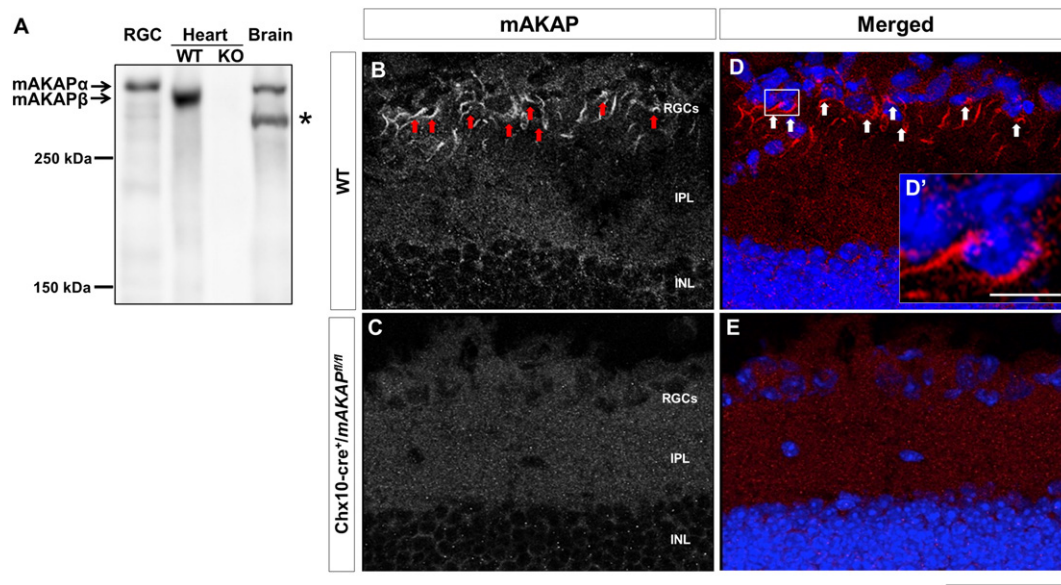 A
RGC
Heart
Brain
WT
KO
mAKAPα
mAKAPβ
*
250 kDa
150 kDa
mAKAP
Merged
WT
B
RGCs
IPL
INL
D
D'
Chx10-cre⁺/mAKAPᶠˡ/ᶠˡ
C
RGCs
IPL
INL
E